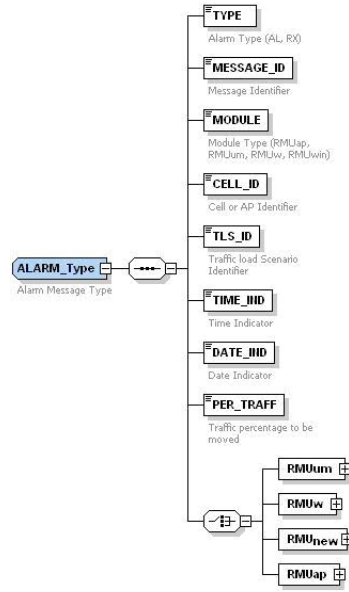 TYPE
Alarm Type (AL, RX)
MESSAGE_ID
Message Identifier
MODULE
Module Type (RMUap,
RMUum, RMUw, RMUwin)
CELL_ID
Cell or AP Identifier
TLS_ID
Traffic load Scenario
Identifier
ALARM_Type
Alarm Message Type
TIME_IND
Time Indicator
DATE_IND
Date Indicator
PER_TRAFF
Traffic percentage to be
moved
RMUum
RMUw
RMUnew
RMUap